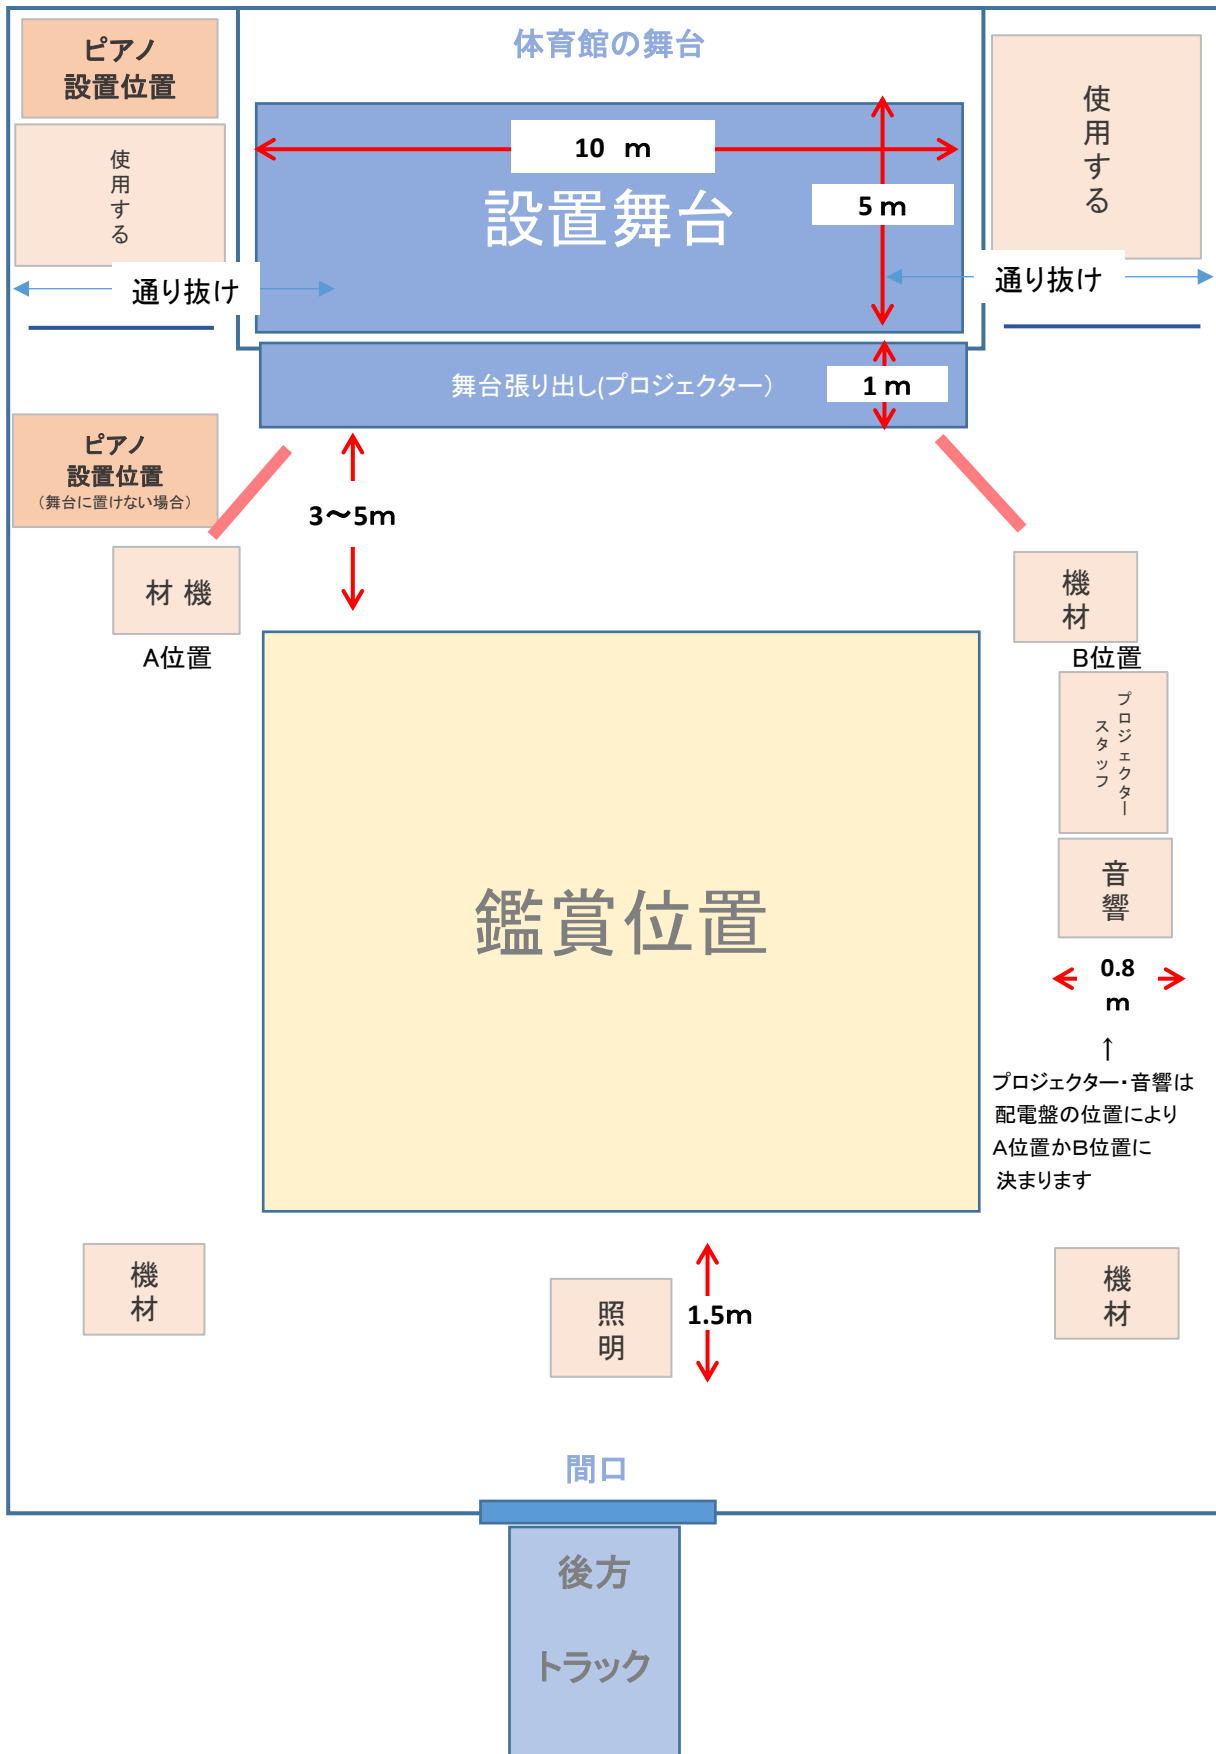 体育館の舞台
ピアノ
設置位置
使用する
10 m
5 m
設置舞台
使用する
通り抜け
通り抜け
舞台張り出し(プロジェクター)
1 m
ピアノ
設置位置
(舞台に置けない場合)
3~5m
材 機
A位置
機
材
B位置
プロジェクター
スタッフ
音
響
鑑賞位置
0.8
m
↑
プロジェクター・音響は
配電盤の位置により
A位置かB位置に
決まります
機
材
照
明
1.5m
機
材
間口
後方
トラック